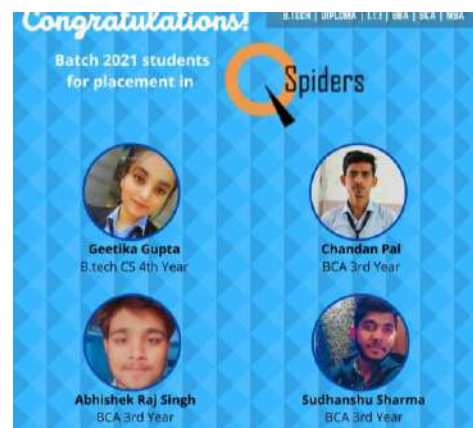 Congratulations!
B.TECH | DIPLOMA | I.T.I | BBA | BCA | MBA
Batch 2021 students
for placement in
QSpiders
Geetika Gupta
B.tech CS 4th Year
Chandan Pal
BCA 3rd Year
Abhishek Raj Singh
BCA 3rd Year
Sudhanshu Sharma
BCA 3rd Year